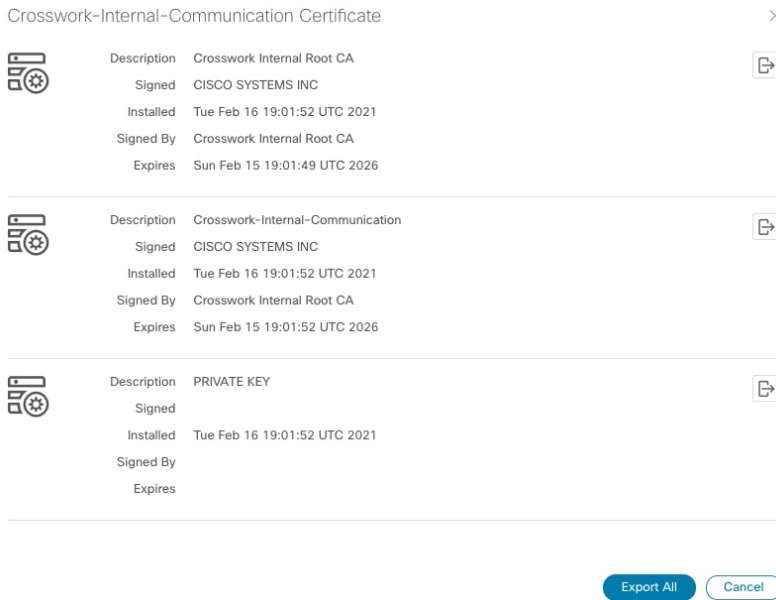 Crosswork-Internal-Communication Certificate
Description Crosswork Internal Root CA
Signed CISCO SYSTEMS INC
Installed Tue Feb 16 19:01:52 UTC 2021
Signed By Crosswork Internal Root CA
Expires Sun Feb 15 19:01:49 UTC 2026
Description Crosswork-Internal-Communication
Signed CISCO SYSTEMS INC
Installed Tue Feb 16 19:01:52 UTC 2021
Signed By Crosswork Internal Root CA
Expires Sun Feb 15 19:01:52 UTC 2026
Description PRIVATE KEY
Signed
Installed Tue Feb 16 19:01:52 UTC 2021
Signed By
Expires
Export All Cancel